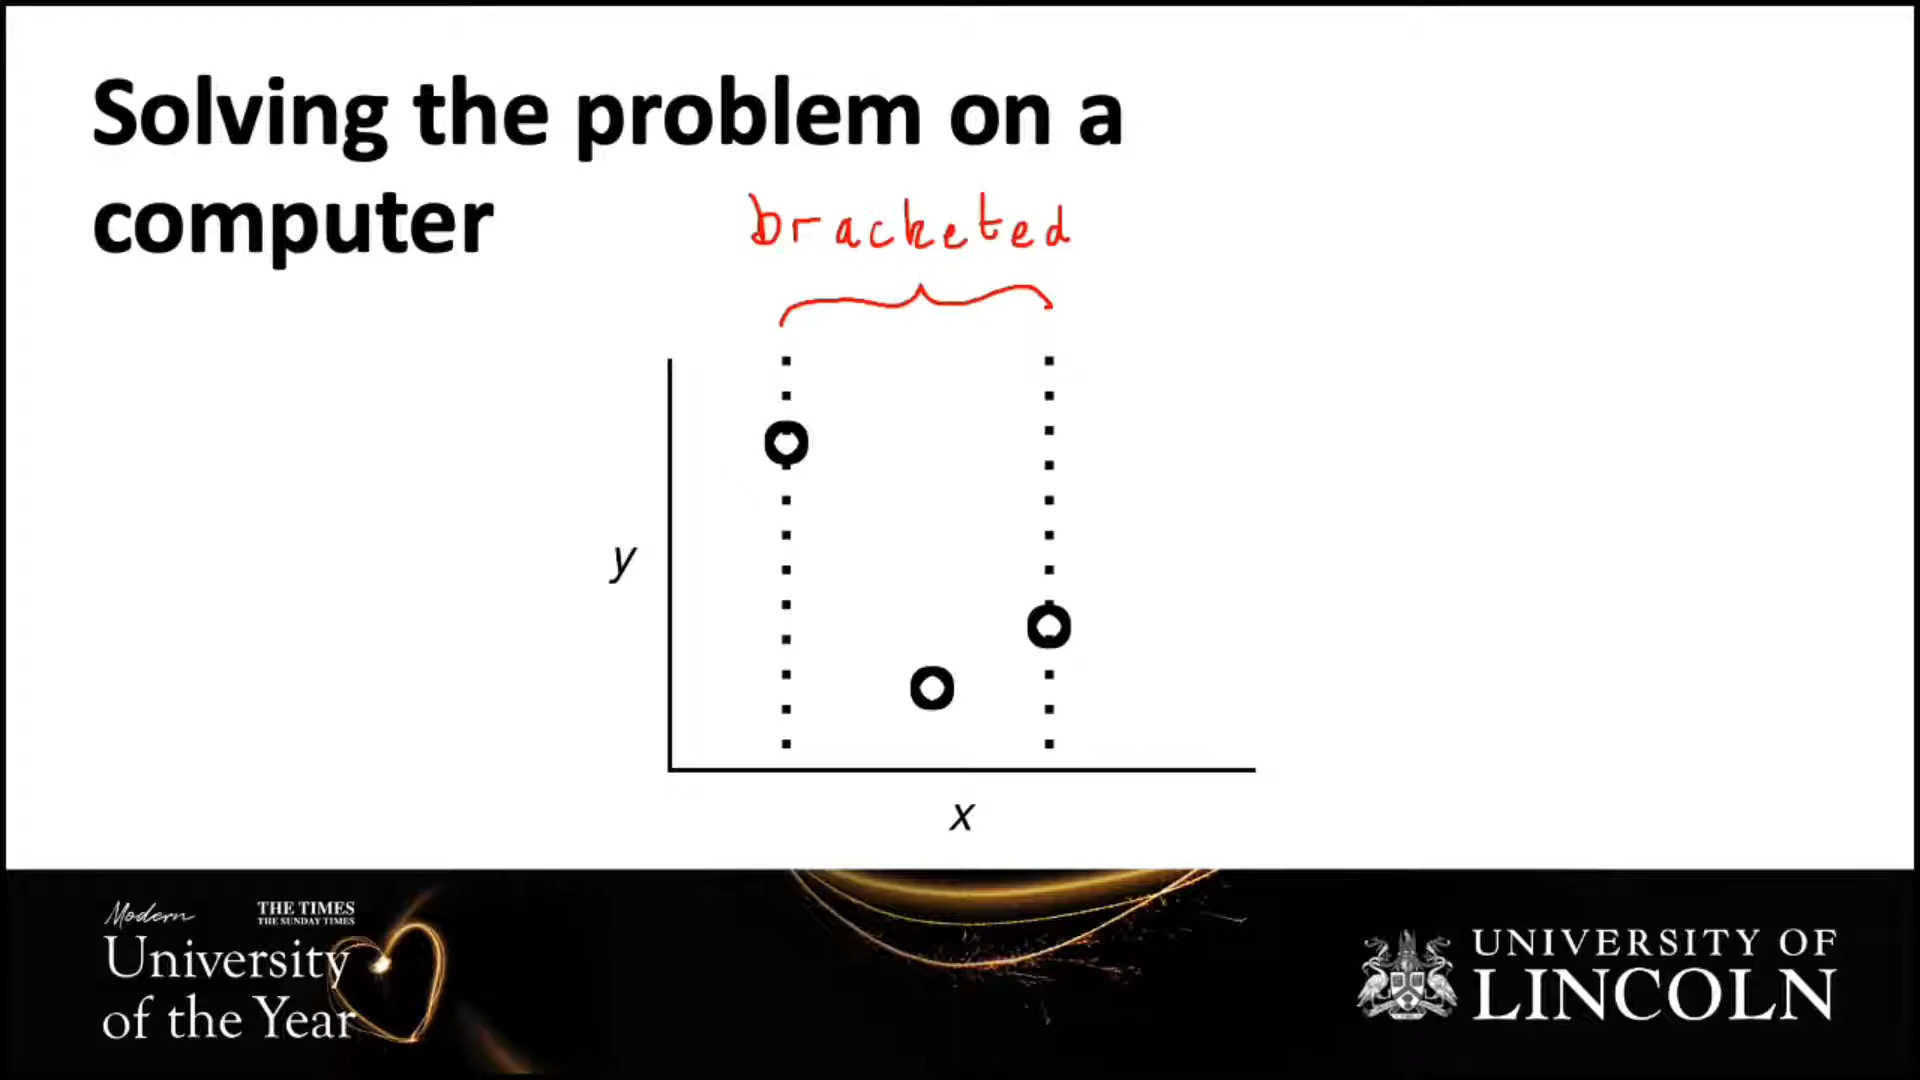 Solving the problem on a
computer
bracketed
y
x
Modern
THE TIMES
THE SUNDAY TIMES
University
of the Year
UNIVERSITY OF
LINCOLN